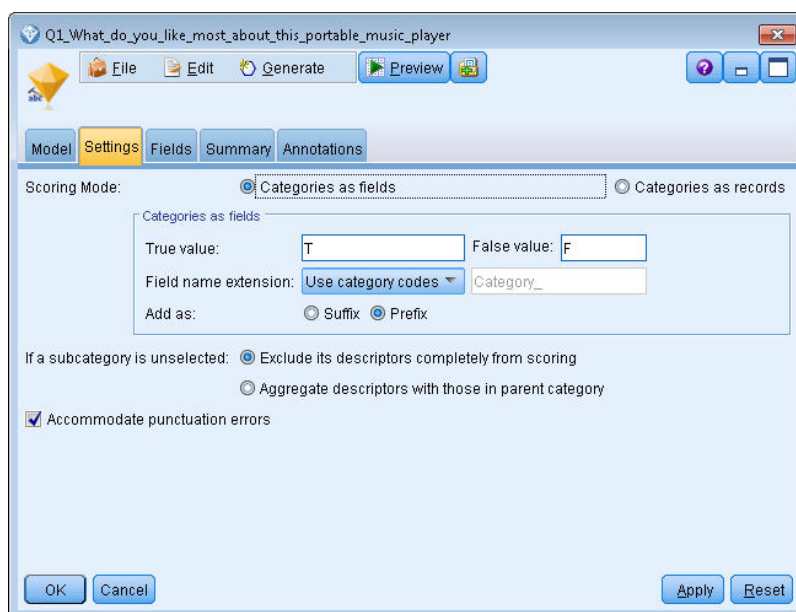 Q1_What_do_you_like_most_about_this_portable_music_player
File Edit Generate Preview
abc
Model Settings Fields Summary Annotations
Scoring Mode: Categories as fields Categories as records
Categories as fields
True value: T False value: F
Field name extension: Use category codes Category_
Add as: Suffix Prefix
If a subcategory is unselected: Exclude its descriptors completely from scoring
Aggregate descriptors with those in parent category
Accommodate punctuation errors
OK Cancel Apply Reset